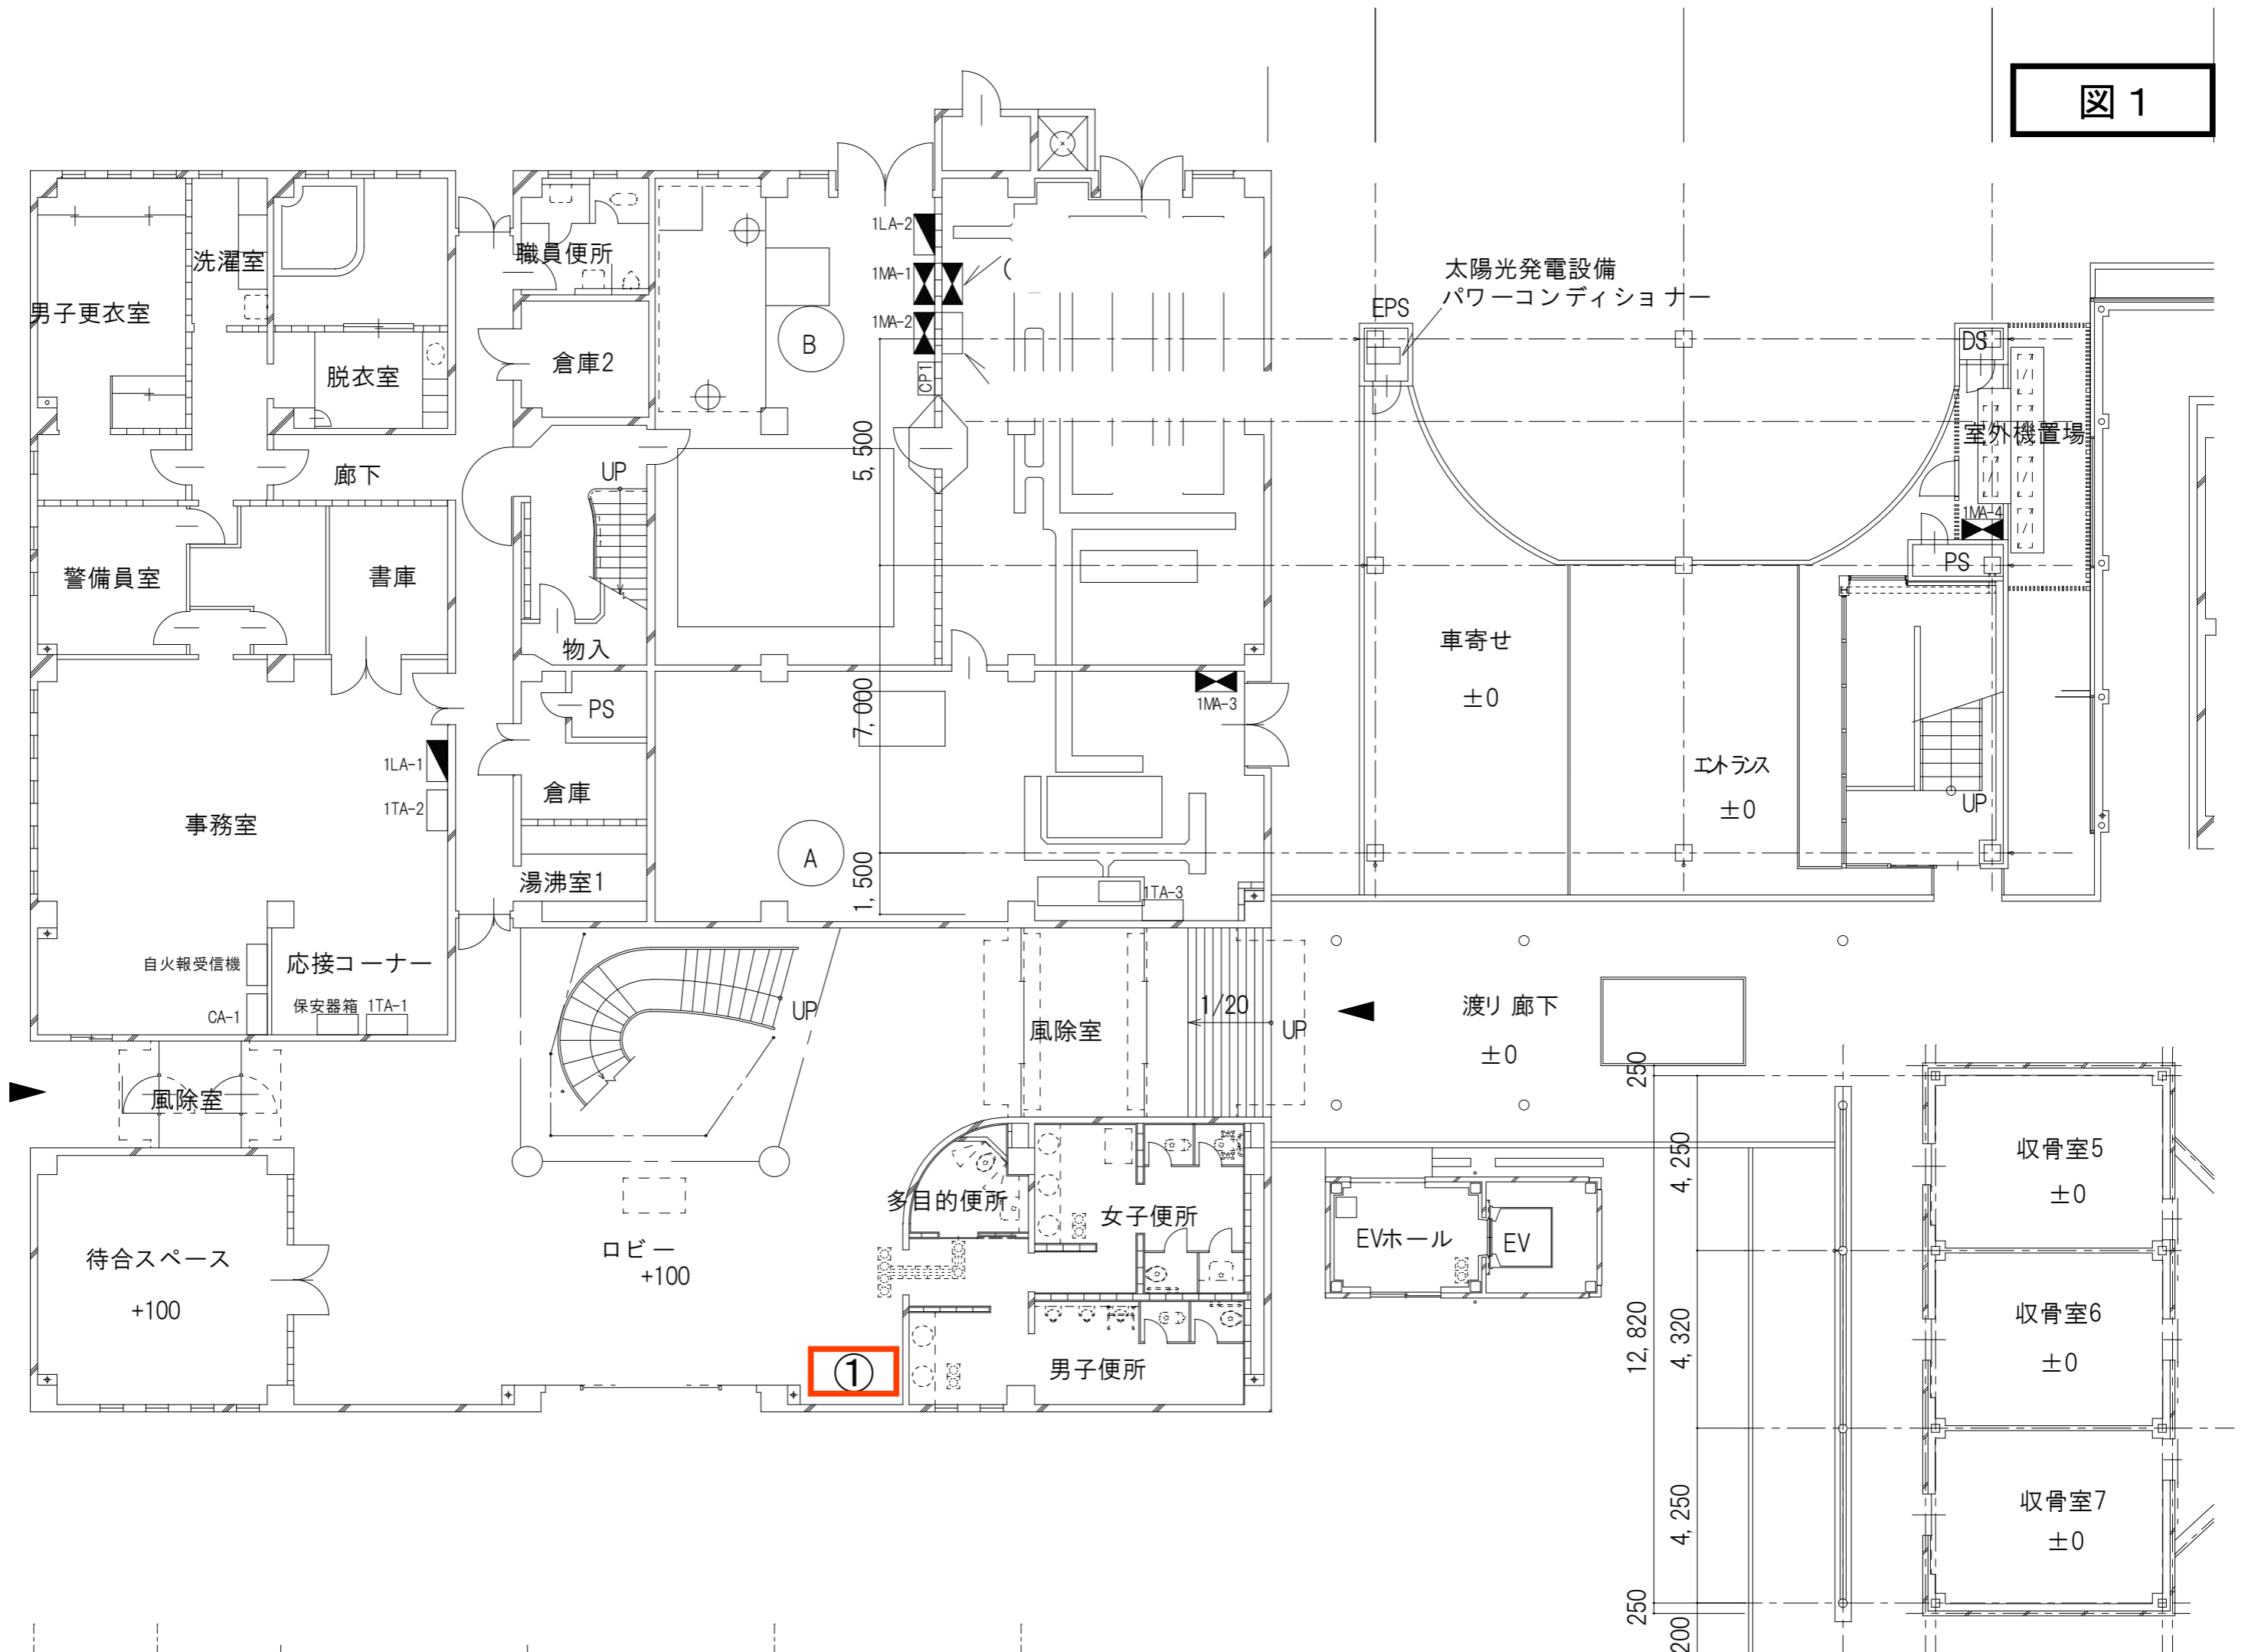 図1
1LA-2
職員便所
洗濯室
1MA-1
(
太陽光発電設備
パワーコンディショナー
EPS
男子更衣室
1MA-2
B
DS
倉庫2
脱衣室
CP1
室外機置場
5,500
UP
廊下
1MA-4
PS
警備員室
書庫
物入
車寄せ
±0
7,000
PS
1MA-3
1LA-1
エントランス
±0
倉庫
1TA-2
UP
事務室
A
湯沸室1
1,500
1TA-3
自火報受信機
応接コーナー
保安器箱
1TA-1
CA-1
UP
1/20
UP
風除室
渡り廊下
±0
250
風除室
4,250
収骨室5
±0
多目的便所
女子便所
EVホール
EV
ロビー
+100
待合スペース
+100
12,820
4,320
収骨室6
±0
①
男子便所
4,250
収骨室7
±0
250
200